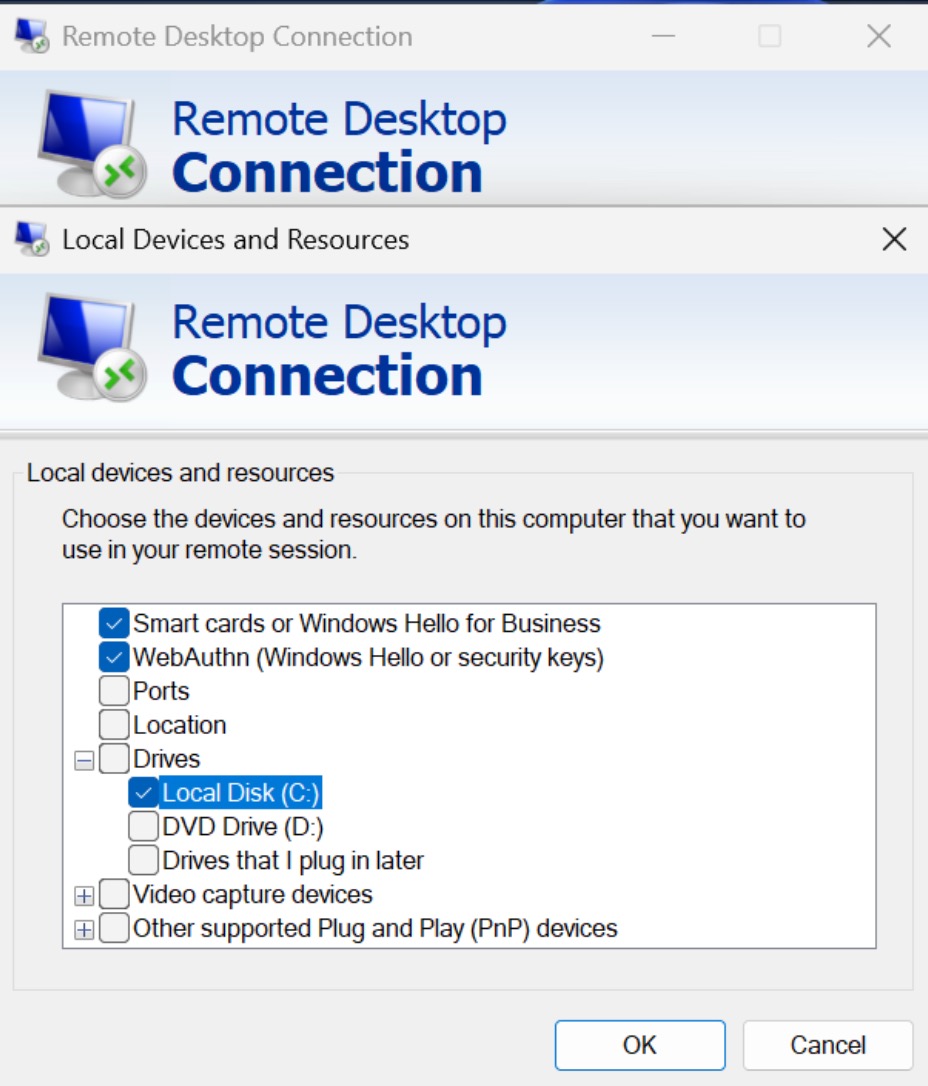 Remote Desktop Connection
Remote Desktop
Connection
Local Devices and Resources
Remote Desktop
Connection
Local devices and resources
Choose the devices and resources on this computer that you want to
use in your remote session.
Smart cards or Windows Hello for Business
WebAuthn (Windows Hello or security keys)
Ports
Location
Drives
Local Disk (C:)
DVD Drive (D:)
Drives that I plug in later
Video capture devices
Other supported Plug and Play (PnP) devices
OK
Cancel